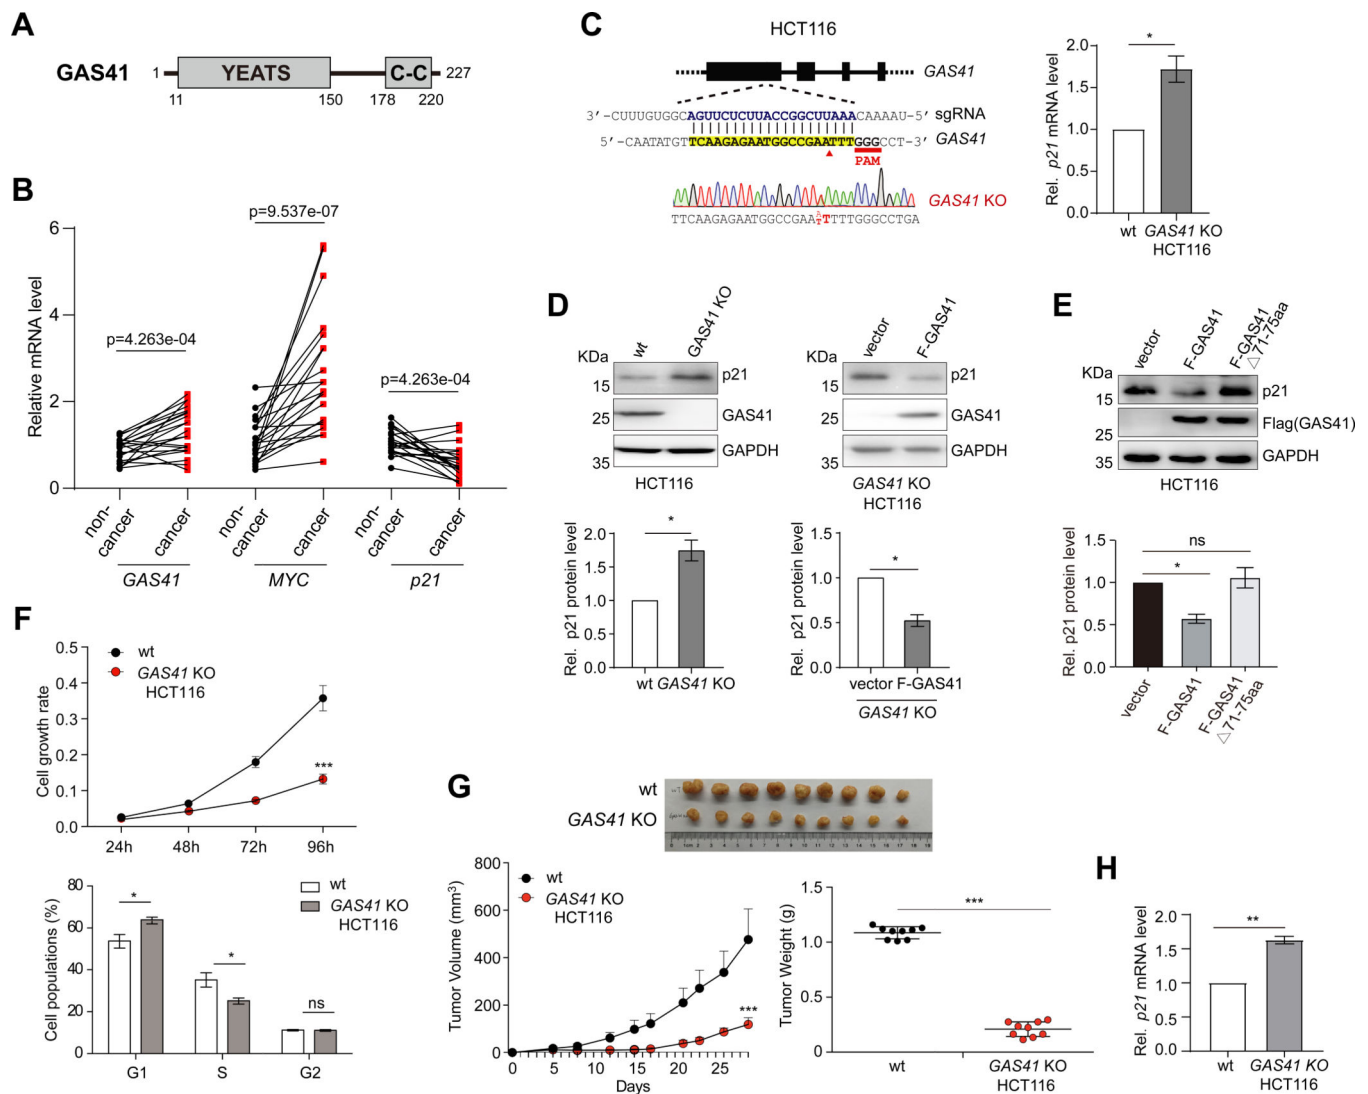 A
GAS41
1
YEATS
C-C
227
11
150
178
220
B
Relative mRNA level
6
4
2
0
p=4.263e-04
p=9.537e-07
p=4.263e-04
non-cancer
cancer
non-cancer
cancer
non-cancer
cancer
GAS41
MYC
p21
C
HCT116
GAS41
3′-CUUUGUGGCAGUUCUCUUACCGGCUUAAACAAAAU-5′ sgRNA
5′-CAATATGTTCAAGAGAATGGCCGAATTTGGGCCT-3′ GAS41
PAM
GAS41 KO
TTCAAGAGAATGGCCGAA
A
T
TTTTGGGCCTGA
Rel. p21 mRNA level
2.0
1.5
1.0
0.5
0.0
*
wt
GAS41 KO
HCT116
D
KDa
wt
GAS41 KO
15
p21
25
GAS41
35
GAPDH
HCT116
KDa
vector
F-GAS41
15
p21
25
GAS41
35
GAPDH
GAS41 KO
HCT116
Rel. p21 protein level
2.0
1.5
1.0
0.5
0.0
*
wt GAS41 KO
Rel. p21 protein level
1.5
1.0
0.5
0.0
*
vector F-GAS41
GAS41 KO
E
KDa
vector
F-GAS41
F-GAS41
▽71-75aa
15
p21
25
Flag(GAS41)
35
GAPDH
HCT116
Rel. p21 protein level
1.5
1.0
0.5
0.0
ns
*
vector
F-GAS41
F-GAS41
▽71-75aa
F
wt
GAS41 KO
HCT116
Cell growth rate
0.5
0.4
0.3
0.2
0.1
0.0
***
24h
48h
72h
96h
Cell populations (%)
80
60
40
20
0
wt
GAS41 KO
HCT116
*
*
ns
G1
S
G2
G
wt
GAS41 KO
Tumor Volume (mm³)
800
600
400
200
0
wt
GAS41 KO
HCT116
***
0
5
10
15
20
25
Days
Tumor Weight (g)
1.5
1.0
0.5
0
***
wt
GAS41 KO
HCT116
H
Rel. p21 mRNA level
2.0
1.5
1.0
0.5
0.0
**
wt
GAS41 KO
HCT116